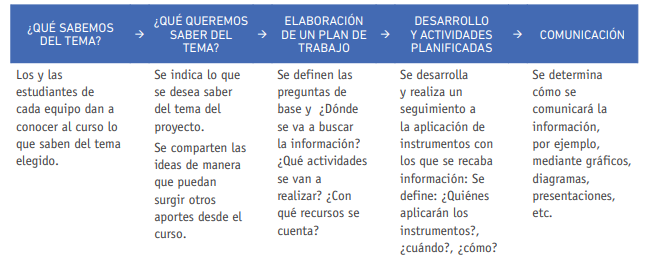 ¿QUÉ SABEMOS
DEL TEMA?
→
¿QUÉ QUEREMOS
SABER DEL
TEMA?
→
ELABORACIÓN
DE UN PLAN DE
TRABAJO
→
DESARROLLO
Y ACTIVIDADES
PLANIFICADAS
→
COMUNICACIÓN
Los y las
estudiantes de
cada equipo dan a
conocer al curso lo
que saben del tema
elegido.
Se indica lo que
se desea saber
del tema del
proyecto.
Se comparten las
ideas de manera
que puedan
surgir otros
aportes desde el
curso.
Se definen las
preguntas de
base y ¿Dónde
se va a buscar
la información?
¿Qué actividades
se van a
realizar? ¿Con
qué recursos se
cuenta?
Se desarrolla
y realiza un
seguimiento a
la aplicación de
instrumentos con
los que se recaba
información: Se
define: ¿Quiénes
aplicarán los
instrumentos?,
¿cuándo?, ¿cómo?
Se determina
cómo se
comunicará la
información,
por ejemplo,
mediante gráficos,
diagramas,
presentaciones,
etc.